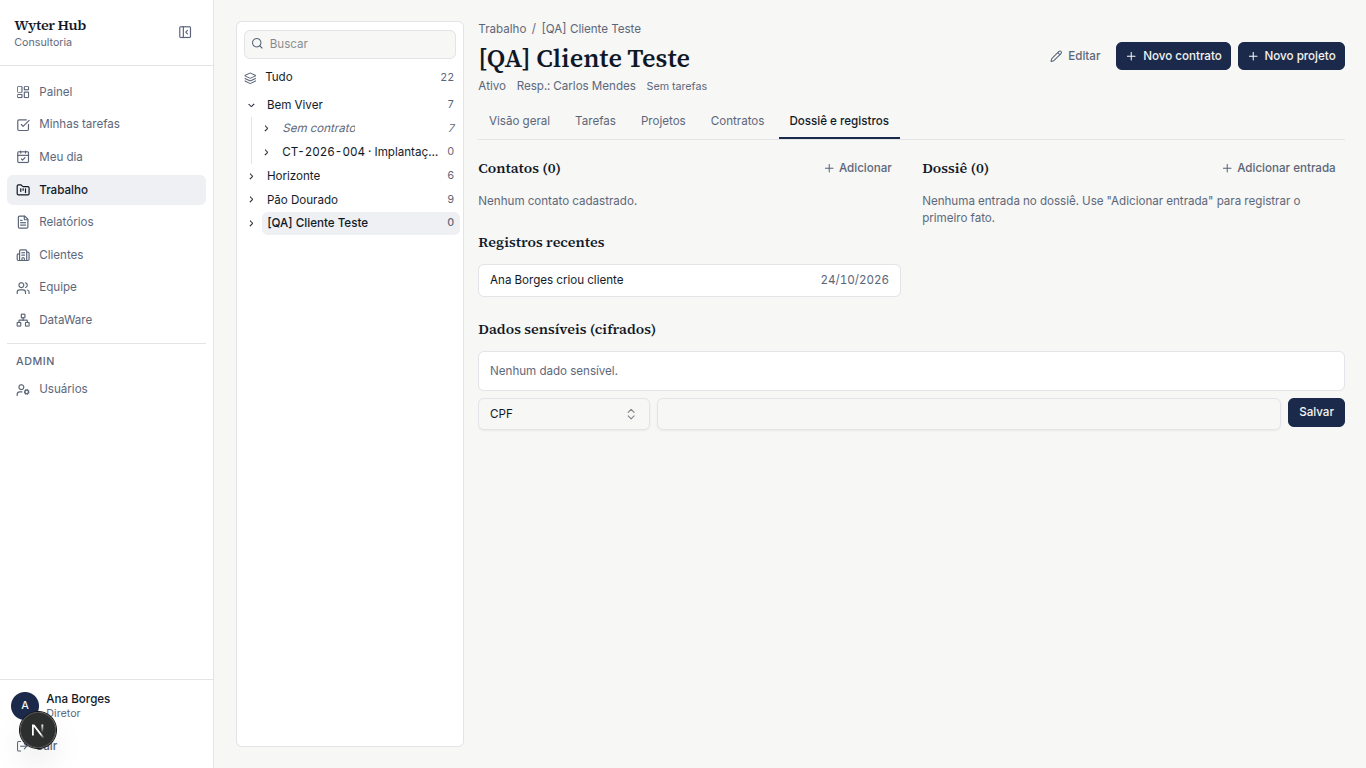 Wyter Hub
Consultoria
Painel
Minhas tarefas
Meu dia
Trabalho
Relatórios
Clientes
Equipe
DataWare
ADMIN
Usuários
A
Ana Borges
Diretor
N
Buscar
Tudo 22
Bem Viver 7
Sem contrato 7
CT-2026-004 · Implantaç... 0
Horizonte 6
Pão Dourado 9
[QA] Cliente Teste 0
Trabalho / [QA] Cliente Teste
[QA] Cliente Teste
Editar
+ Novo contrato
+ Novo projeto
Ativo Resp.: Carlos Mendes Sem tarefas
Visão geral Tarefas Projetos Contratos Dossiê e registros
Contatos (0) + Adicionar
Nenhum contato cadastrado.
Dossiê (0) + Adicionar entrada
Nenhuma entrada no dossiê. Use "Adicionar entrada" para registrar o
primeiro fato.
Registros recentes
Ana Borges criou cliente 24/10/2026
Dados sensíveis (cifrados)
Nenhum dado sensível.
CPF
Salvar